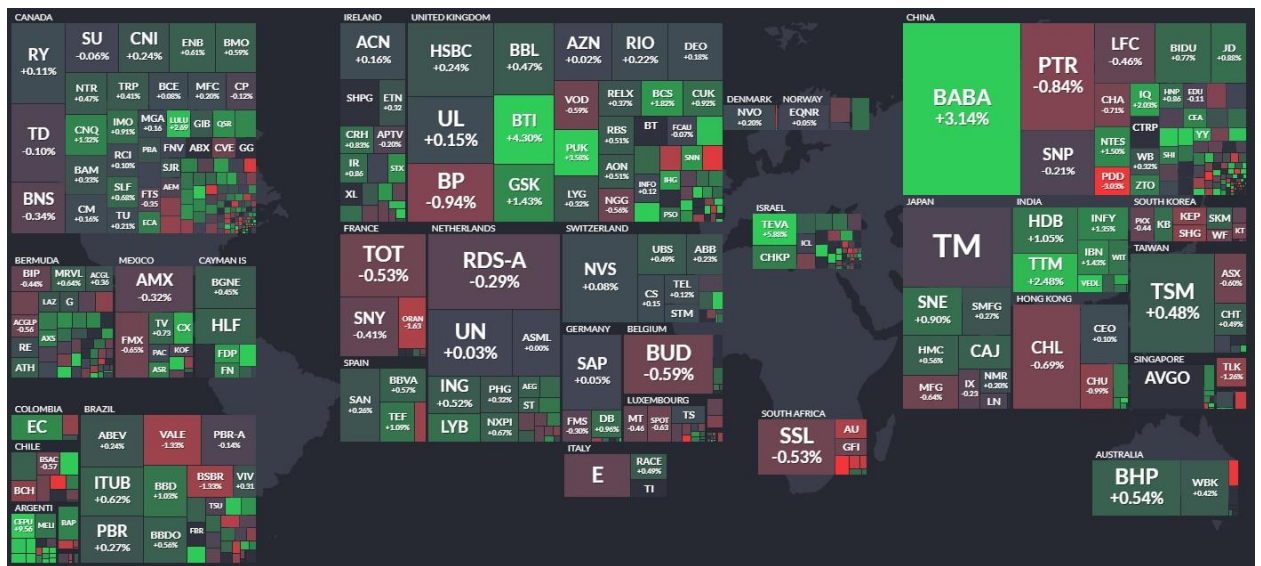 CANADA
RY
+0.11%
SU
-0.06%
CNI
+0.24%
ENB
+0.61%
BMO
+0.59%
TD
-0.10%
BNS
-0.34%
NTR
+0.47%
TRP
+0.41%
BCE
+0.08%
MFC
+0.20%
CP
-0.12%
CNQ
+1.32%
IMO
+0.91%
MGA
+0.16
LULU
+2.69
GIB
QSR
BAM
+0.33%
RCI
+0.10%
PBA
FNV
ABX
CVE
GG
SJR
SLF
+0.68%
FTS
-0.35
AEM
CM
+0.16%
TU
+0.21%
ECA
IRELAND
ACN
+0.16%
SHPG
ETN
+0.32
CRH
+0.83%
APTV
-0.20%
IR
+0.86
STX
XL
UNITED KINGDOM
HSBC
+0.24%
BBL
+0.47%
AZN
+0.02%
RIO
+0.22%
DEO
+0.18%
UL
+0.15%
BTI
+4.30%
VOD
-0.59%
RELX
+0.37%
BCS
+1.82%
CUK
+0.92%
PUK
RBS
+0.51%
BT
FCAU
-0.07%
BP
-0.94%
GSK
+1.43%
AON
+0.51%
SNN
LYG
+0.32%
INFO
+0.12
IHG
NGG
-0.56%
PSO
DENMARK
NVO
+0.20%
NORWAY
EQNR
+0.05%
CHINA
BABA
+3.14%
PTR
-0.84%
LFC
-0.46%
BIDU
+0.77%
JD
+0.88%
CHA
-0.71%
IQ
+2.03%
HNP
+0.86
EDU
-0.11
CEA
CTRP
YY
SNP
-0.21%
NTES
+1.50%
WB
+0.32%
SHI
PDD
-3.03%
ZTO
FRANCE
TOT
-0.53%
SNY
-0.41%
ORAN
-1.63
NETHERLANDS
RDS-A
-0.29%
UN
+0.03%
ASML
+0.00%
ING
+0.52%
PHG
+0.32%
AEG
ST
LYB
NXPI
+0.67%
SWITZERLAND
NVS
+0.08%
UBS
+0.49%
ABB
+0.23%
CS
+0.15
TEL
+0.12%
STM
ISRAEL
TEVA
+5.88%
ICL
CHKP
JAPAN
TM
SNE
+0.90%
SMFG
+0.27%
HMC
+0.56%
CAJ
MFG
-0.64%
IX
-0.23
NMR
+0.20%
LN
INDIA
HDB
+1.05%
INFY
+1.35%
TTM
+2.48%
IBN
+1.43%
WIT
VEDL
SOUTH KOREA
PKX
-0.44
KB
KEP
SKM
SHG
WF
KT
TAIWAN
TSM
+0.48%
ASX
-0.60%
CHT
+0.49%
HONG KONG
CHL
-0.69%
CEO
+0.10%
CHU
-0.99%
SINGAPORE
AVGO
TLK
-1.26%
BERMUDA
BIP
-0.44%
MRVL
+0.64%
ACGL
+0.36
LAZ
G
ACGLP
-0.56
AXS
RE
ATH
MEXICO
AMX
-0.32%
FMX
-0.65%
TV
+0.73
CX
PAC
KOF
ASR
CAYMAN IS
BGNE
+0.45%
HLF
FDP
FN
SPAIN
SAN
+0.26%
BBVA
+0.57%
TEF
+1.09%
GERMANY
SAP
+0.05%
FMS
-0.30%
DB
+0.96%
BELGIUM
BUD
-0.59%
LUXEMBOURG
MT
-0.46
SPOT
-0.63
TS
ITALY
E
RACE
+0.49%
TI
SOUTH AFRICA
SSL
-0.53%
AU
GFI
COLOMBIA
EC
CHILE
BSAC
-0.57
BCH
ARGENTI
CEPU
+9.56
MELI
BAP
BRAZIL
ABEV
+0.24%
VALE
-1.33%
PBR-A
-0.14%
ITUB
+0.62%
BBD
+1.03%
BSBR
-1.33%
VIV
+0.31
TSU
PBR
+0.27%
BBDO
+0.56%
FBR
AUSTRALIA
BHP
+0.54%
WBK
+0.42%